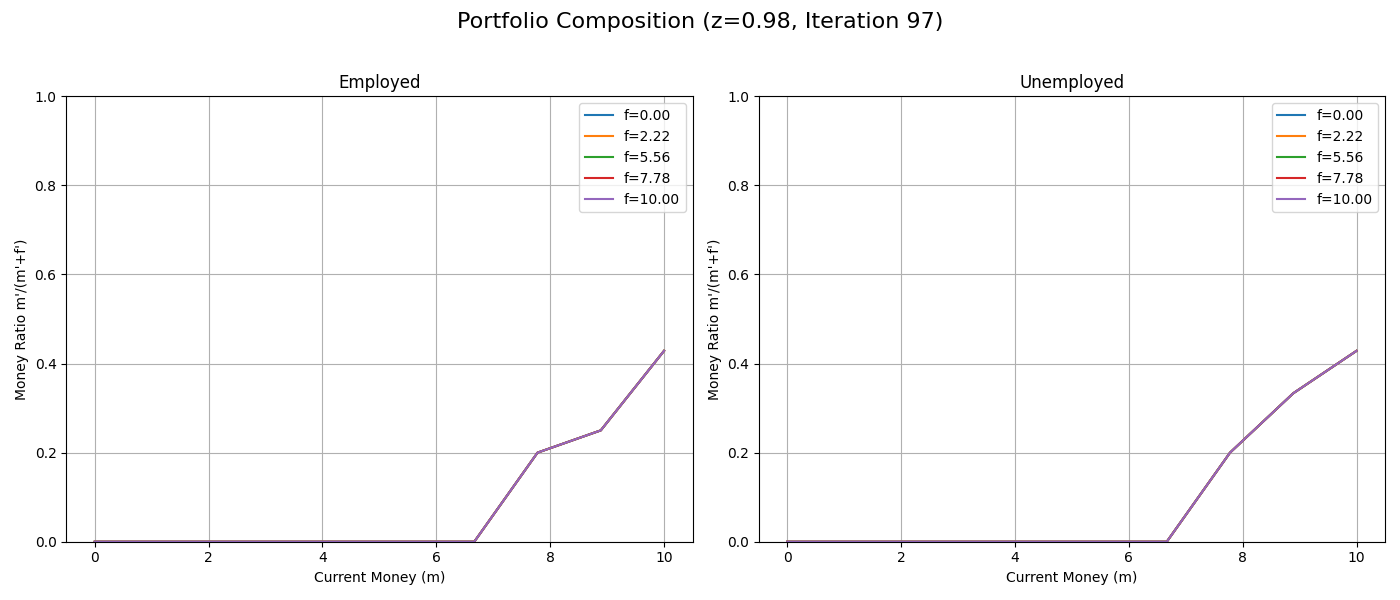 Portfolio Composition (z=0.98, Iteration 97)
Employed
1.0
0.8
0.6
0.4
0.2
0.0
Money Ratio m'/(m'+f')
f=0.00
f=2.22
f=5.56
f=7.78
f=10.00
0 2 4 6 8 10
Current Money (m)
Unemployed
1.0
0.8
0.6
0.4
0.2
0.0
Money Ratio m'/(m'+f')
f=0.00
f=2.22
f=5.56
f=7.78
f=10.00
0 2 4 6 8 10
Current Money (m)